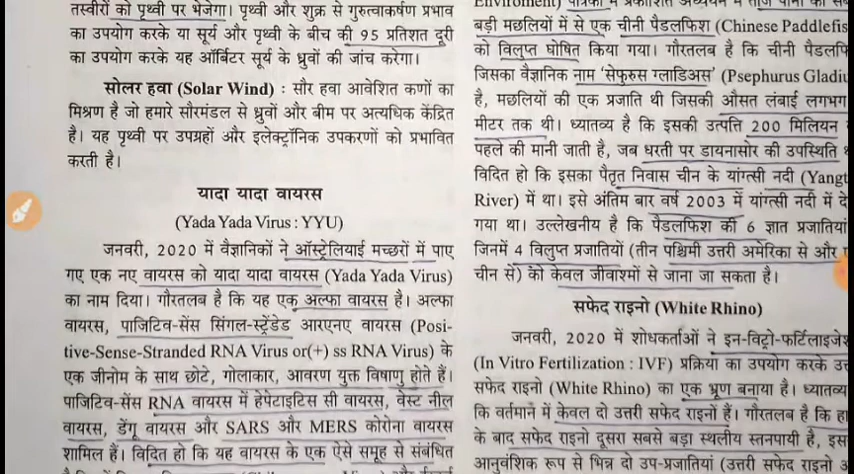 तस्वीरों को पृथ्वी पर भेजेगा। पृथ्वी और शुक्र से गुरुत्वाकर्षण प्रभाव
का उपयोग करके या सूर्य और पृथ्वी के बीच की 95 प्रतिशत दूरी
का उपयोग करके यह ऑर्बिटर सूर्य के ध्रुवों की जांच करेगा।
सोलर हवा (Solar Wind) : सौर हवा आवेशित कणों का
मिश्रण है जो हमारे सौरमंडल से ध्रुवों और बीम पर अत्यधिक केंद्रित
है। यह पृथ्वी पर उपग्रहों और इलेक्ट्रॉनिक उपकरणों को प्रभावित
करती है।
यादा यादा वायरस
(Yada Yada Virus : YYU)
जनवरी, 2020 में वैज्ञानिकों ने ऑस्ट्रेलियाई मच्छरों में पाए
गए एक नए वायरस को यादा यादा वायरस (Yada Yada Virus)
का नाम दिया। गौरतलब है कि यह एक अल्फा वायरस है। अल्फा
वायरस, पाजिटिव-सेंस सिंगल-स्ट्रेंडेड आरएनए वायरस (Posi-
tive-Sense-Stranded RNA Virus or(+) ss RNA Virus) के
एक जीनोम के साथ छोटे, गोलाकार, आवरण युक्त विषाणु होते हैं।
पाजिटिव-सेंस RNA वायरस में हेपेटाइटिस सी वायरस, वेस्ट नील
वायरस, डेंगू वायरस और SARS और MERS कोरोना वायरस
शामिल हैं। विदित हो कि यह वायरस के एक ऐसे समूह से संबंधित
बड़ी मछलियों में से एक चीनी पैडलफिश (Chinese Paddlefis
को विलुप्त घोषित किया गया। गौरतलब है कि चीनी पैडलफि
जिसका वैज्ञानिक नाम 'सेफुरुस ग्लाडिअस' (Psephurus Gladiu
है, मछलियों की एक प्रजाति थी जिसकी औसत लंबाई लगभग
मीटर तक थी। ध्यातव्य है कि इसकी उत्पत्ति 200 मिलियन
पहले की मानी जाती है, जब धरती पर डायनासोर की उपस्थिति
विदित हो कि इसका पैतृत निवास चीन के यांग्त्सी नदी (Yangt
River) में था। इसे अंतिम बार वर्ष 2003 में यांग्त्सी नदी में दे
गया था। उल्लेखनीय है कि पैडलफिश की 6 ज्ञात प्रजातियां
जिनमें 4 विलुप्त प्रजातियों (तीन पश्चिमी उत्तरी अमेरिका से और
चीन से) को केवल जीवाश्मों से जाना जा सकता है।
सफेद राइनो (White Rhino)
जनवरी, 2020 में शोधकर्ताओं ने इन-विट्रो-फर्टिलाइजे
(In Vitro Fertilization : IVF) प्रक्रिया का उपयोग करके उ
सफेद राइनो (White Rhino) का एक भ्रूण बनाया है। ध्यातव्य
कि वर्तमान में केवल दो उत्तरी सफेद राइनो हैं। गौरतलब है कि हा
के बाद सफेद राइनो दूसरा सबसे बड़ा स्थलीय स्तनपायी है, इस
आनुवंशिक रूप से भिन्न दो उप-प्रजातियां (उत्तरी सफेद राइनो